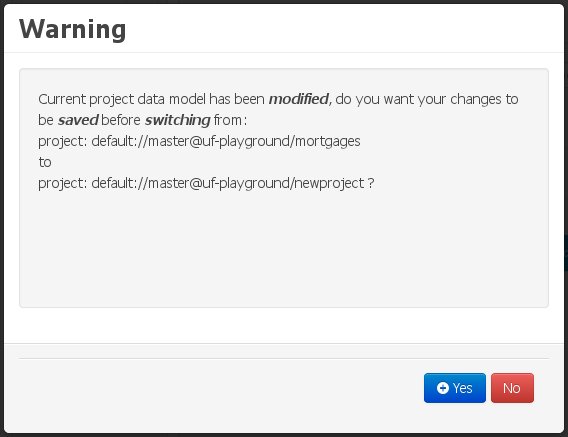 Warning
Current project data model has been modified, do you want your changes to
be saved before switching from:
project: default://master@uf-playground/mortgages
to
project: default://master@uf-playground/newproject ?
Yes
No